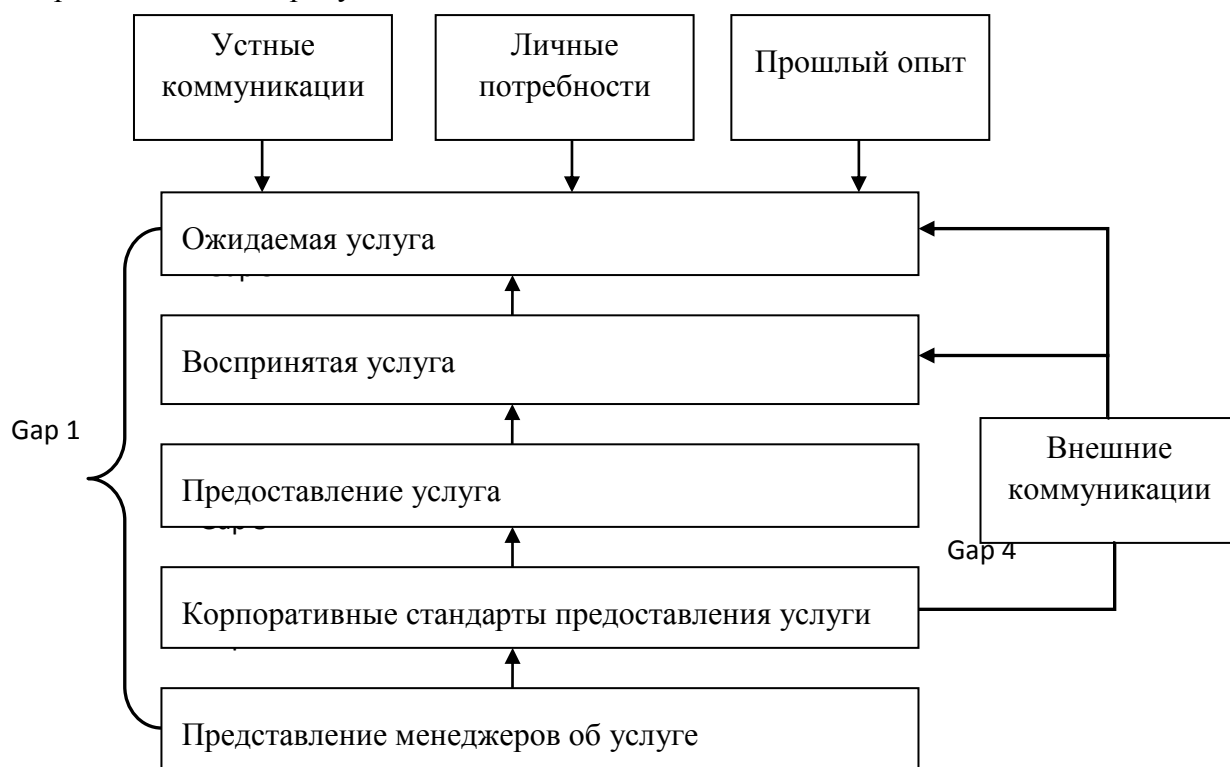 Устные
коммуникации
Личные
потребности
Прошлый опыт
Ожидаемая услуга
Воспринятая услуга
Gap 1
Предоставление услуга
Внешние
коммуникации
Gap 4
Корпоративные стандарты предоставления услуги
Представление менеджеров об услуге